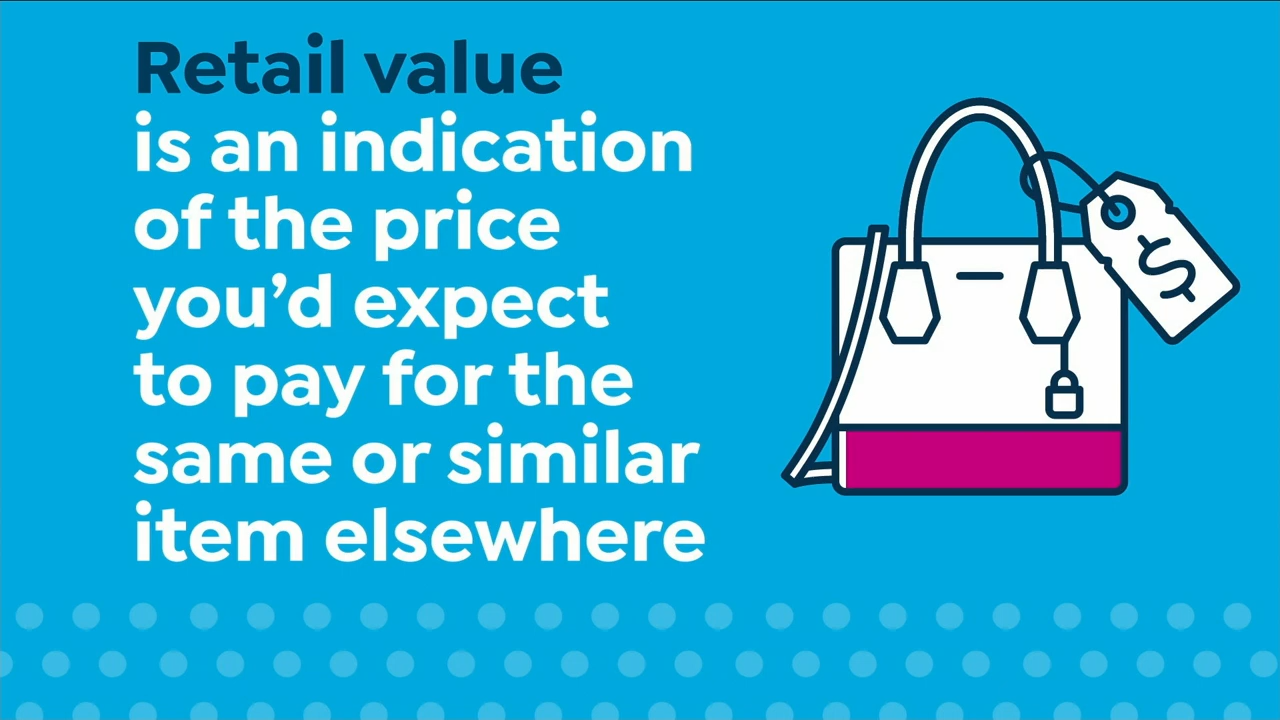 Retail value
is an indication
of the price
you’d expect
to pay for the
same or similar
item elsewhere
$